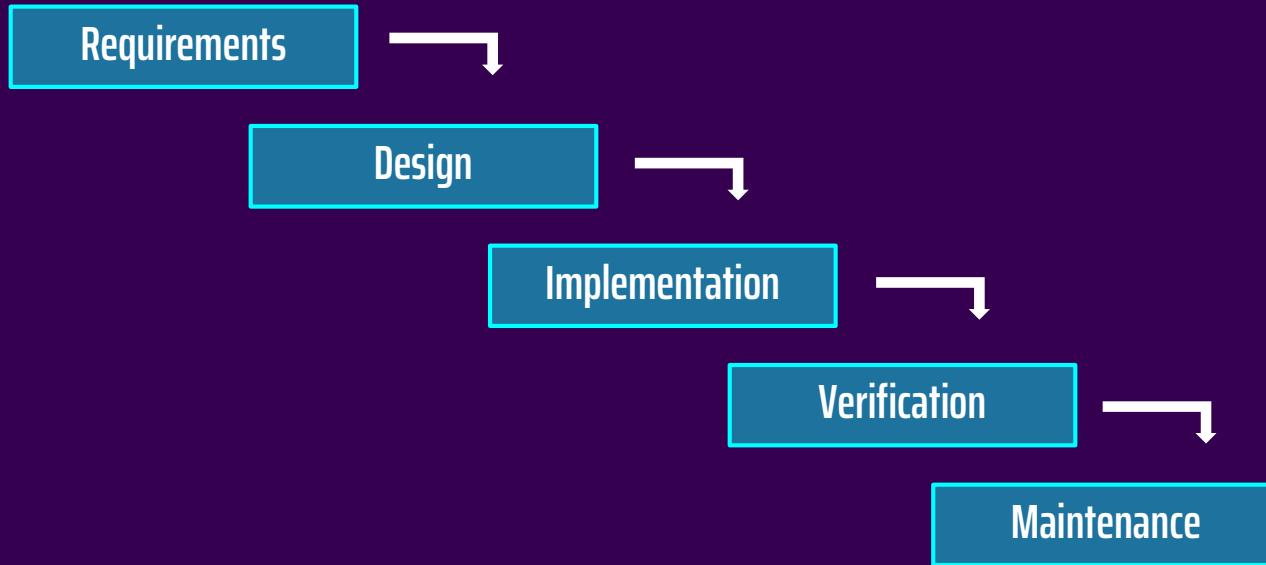 Requirements
Design
Implementation
Verification
Maintenance